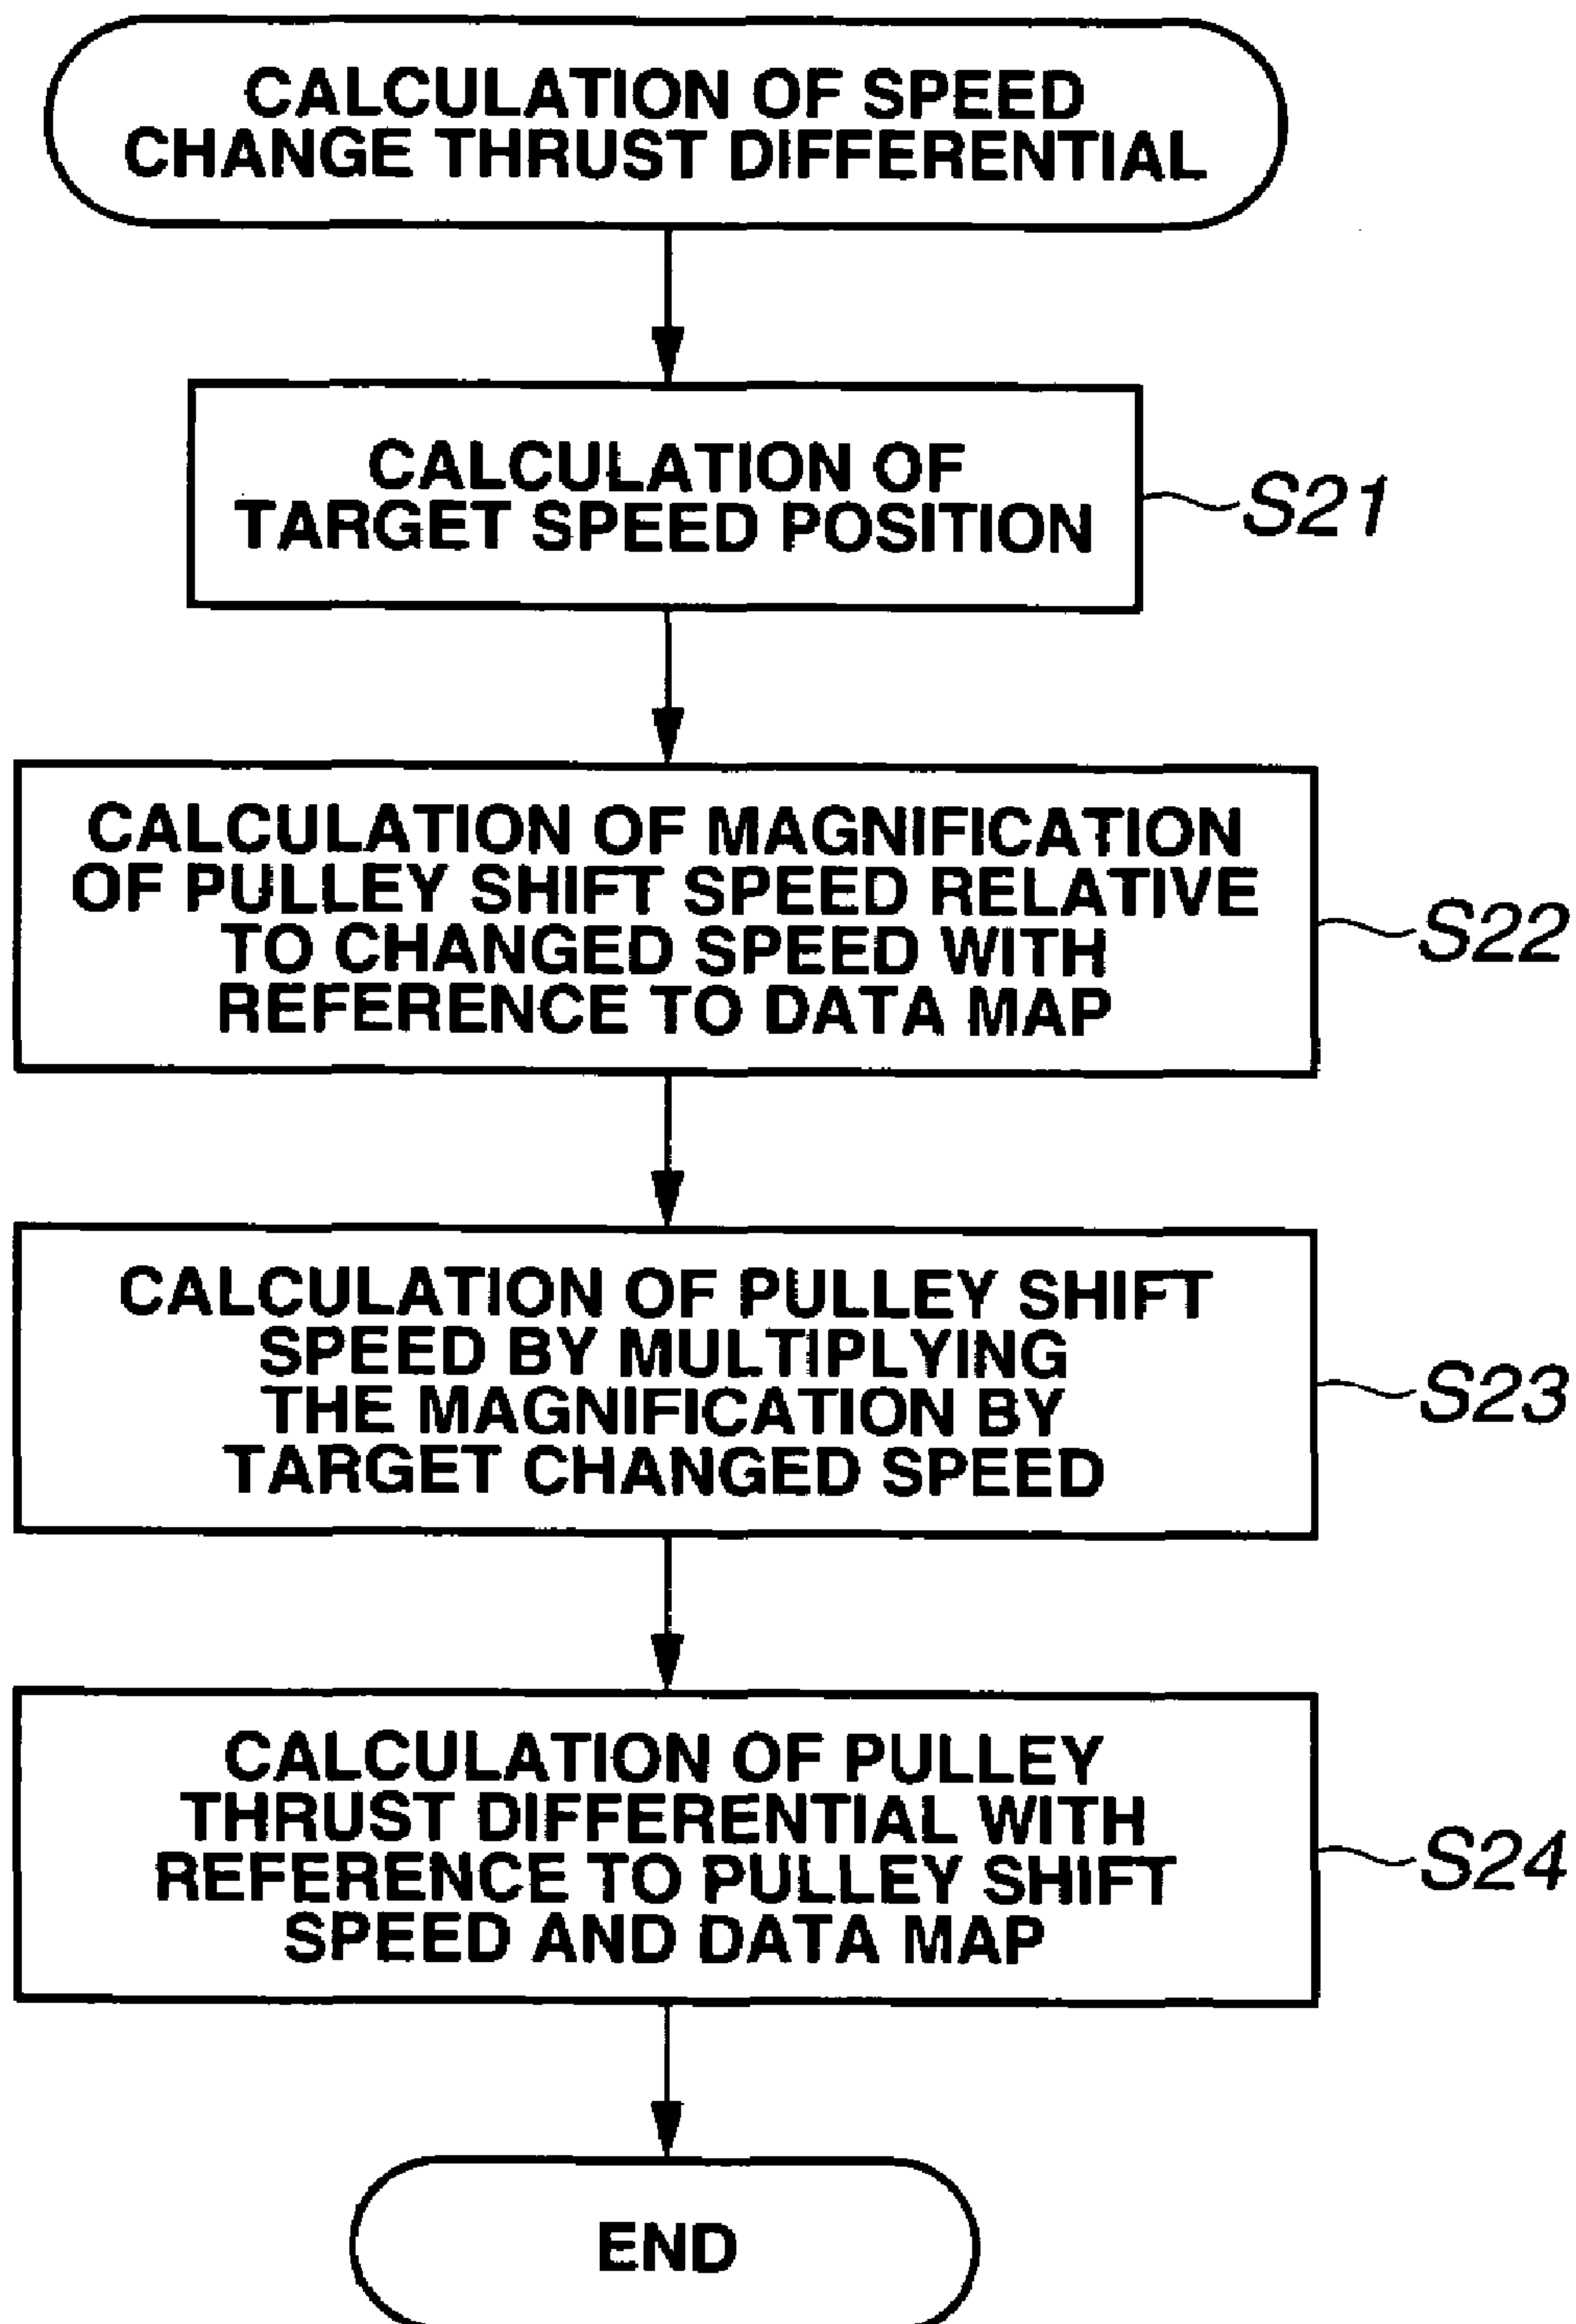 CALCULATION OF SPEED
CHANGE THRUST DIFFERENTIAL
CALCULATION OF
TARGET SPEED POSITION
S21
CALCULATION OF MAGNIFICATION
OF PULLEY SHIFT SPEED RELATIVE
TO CHANGED SPEED WITH
REFERENCE TO DATA MAP
S22
CALCULATION OF PULLEY SHIFT
SPEED BY MULTIPLYING
THE MAGNIFICATION BY
TARGET CHANGED SPEED
S23
CALCULATION OF PULLEY
THRUST DIFFERENTIAL WITH
REFERENCE TO PULLEY SHIFT
SPEED AND DATA MAP
S24
END